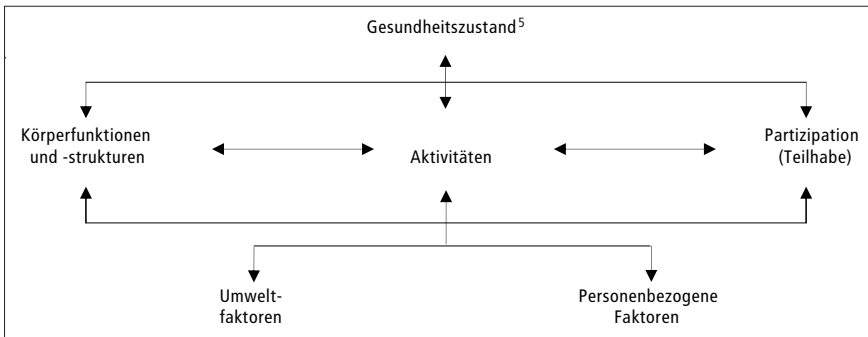 Gesundheitszustand⁵
Körperfunktionen
und -strukturen
Aktivitäten
Partizipation
(Teilhabe)
Umwelt-
faktoren
Personenbezogene
Faktoren